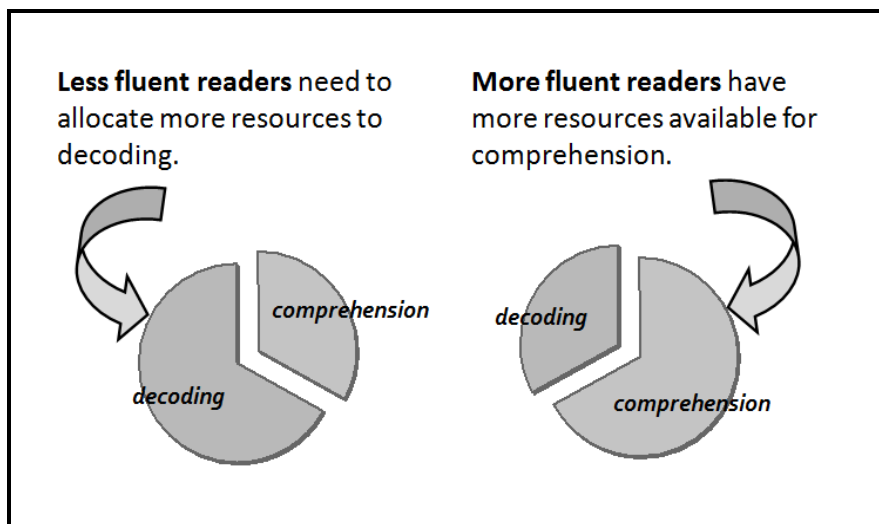 Less fluent readers need to
allocate more resources to
decoding.
More fluent readers have
more resources available for
comprehension.
comprehension
decoding
decoding
comprehension